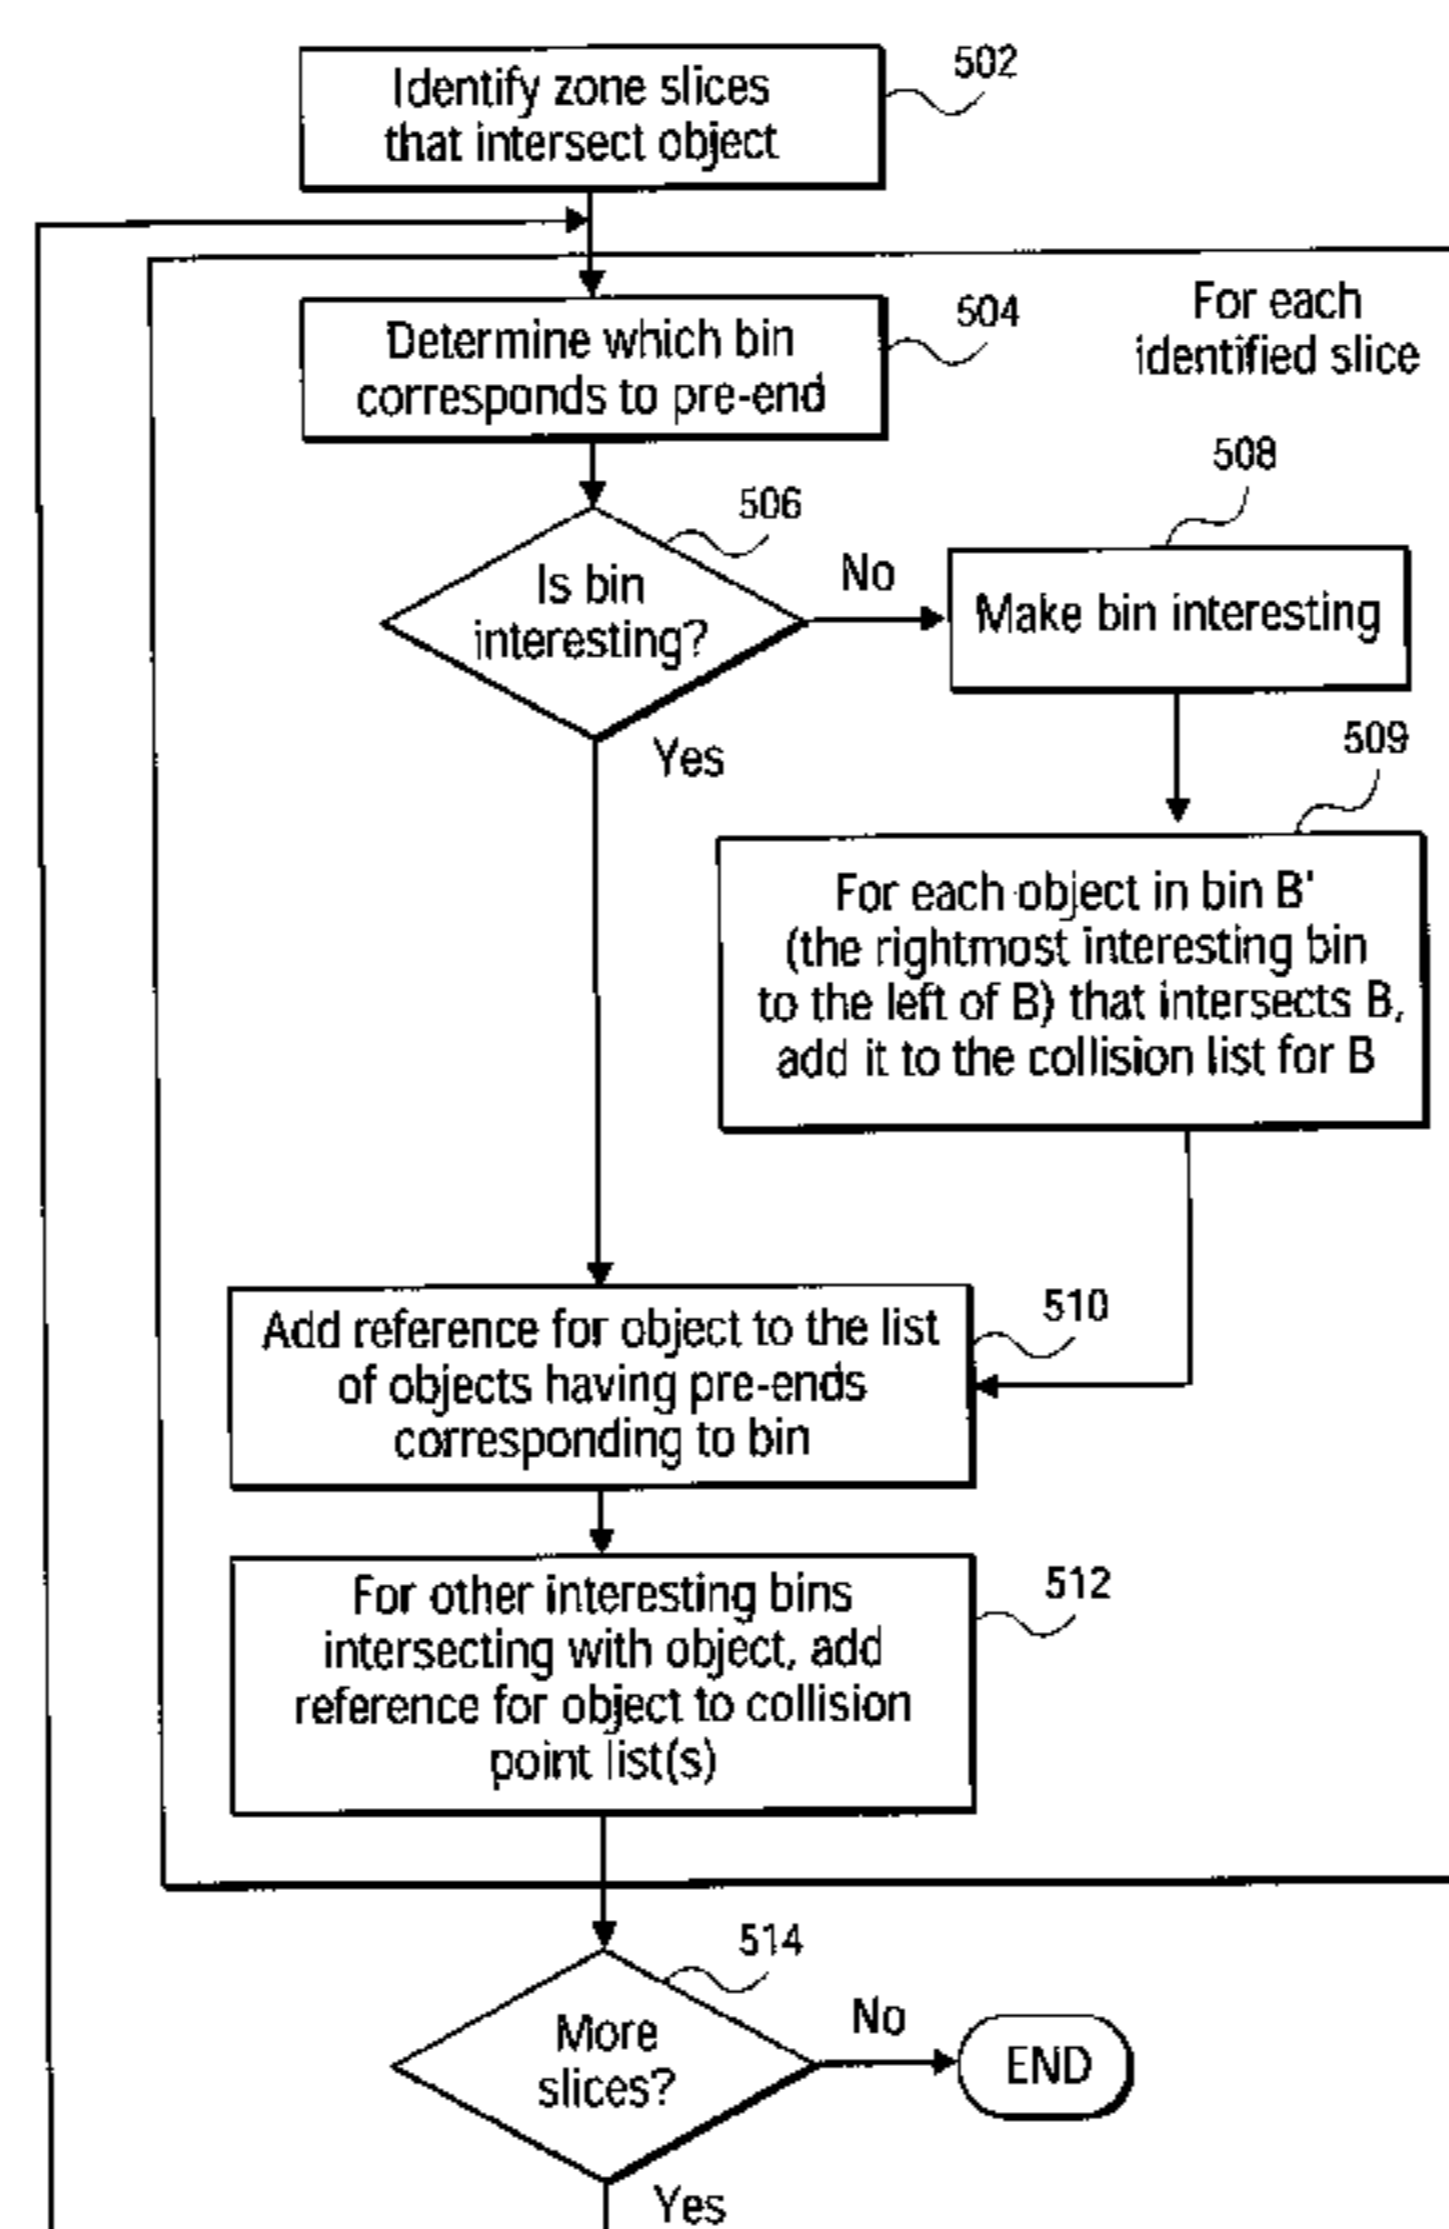 502
Identify zone slices
that intersect object
504
For each
identified slice
Determine which bin
corresponds to pre-end
508
506
Is bin
interesting?
No
Make bin interesting
Yes
509
For each object in bin B'
(the rightmost interesting bin
to the left of B) that intersects B,
add it to the collision list for B
510
Add reference for object to the list
of objects having pre-ends
corresponding to bin
512
For other interesting bins
intersecting with object, add
reference for object to collision
point list(s)
514
More
slices?
No
END
Yes